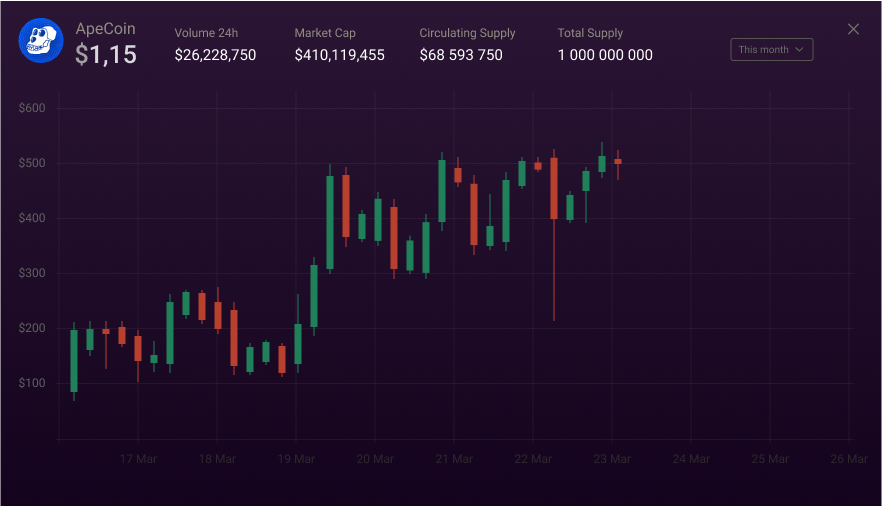 ApeCoin
$1,15
Volume 24h
$26,228,750
Market Cap
$410,119,455
Circulating Supply
$68 593 750
Total Supply
1 000 000 000
This month
$600
$500
$400
$300
$200
$100
17 Mar
18 Mar
19 Mar
20 Mar
21 Mar
22 Mar
23 Mar
24 Mar
25 Mar
26 Mar